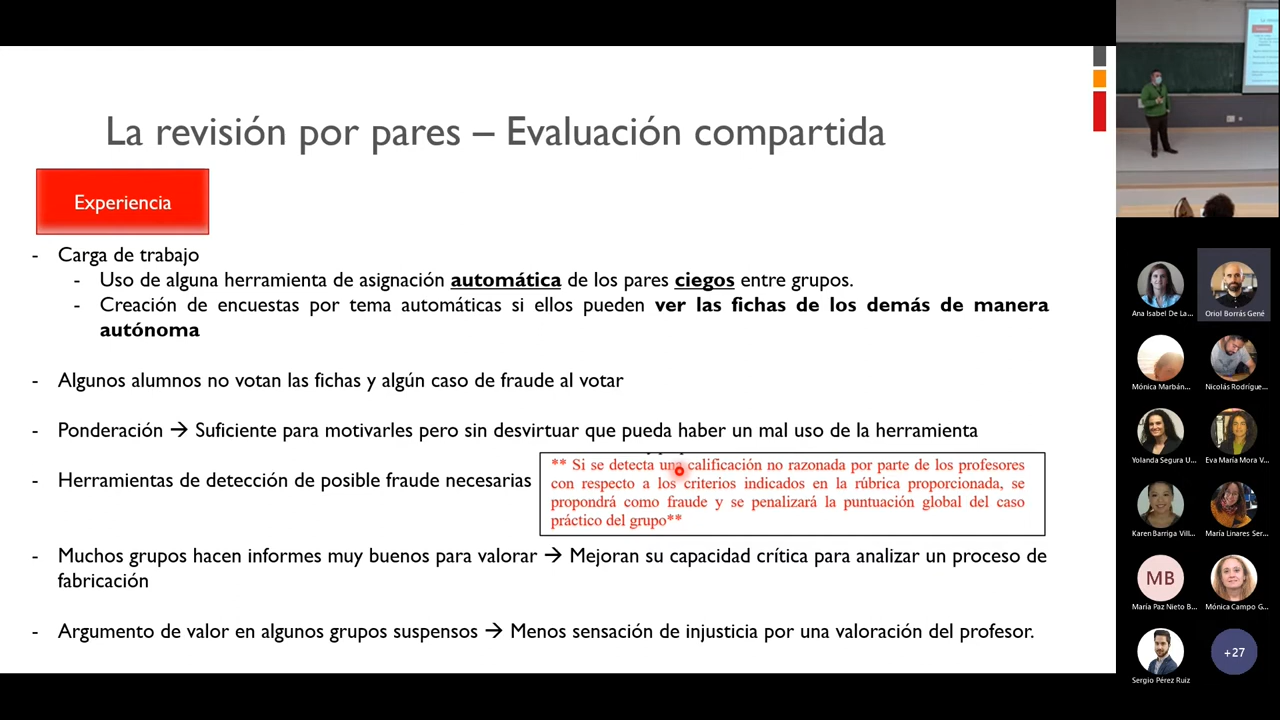 La revisión por pares – Evaluación compartida
Experiencia
- Carga de trabajo
- Uso de alguna herramienta de asignación automática de los pares ciegos entre grupos.
- Creación de encuestas por tema automáticas si ellos pueden ver las fichas de los demás de manera
autónoma
- Algunos alumnos no votan las fichas y algún caso de fraude al votar
- Ponderación → Suficiente para motivarles pero sin desvirtuar que pueda haber un mal uso de la herramienta
- Herramientas de detección de posible fraude necesarias
** Si se detecta una calificación no razonada por parte de los profesores
con respecto a los criterios indicados en la rúbrica proporcionada, se
propondrá como fraude y se penalizará la puntuación global del caso
práctico del grupo**
- Muchos grupos hacen informes muy buenos para valorar → Mejoran su capacidad crítica para analizar un proceso de
fabricación
- Argumento de valor en algunos grupos suspensos → Menos sensación de injusticia por una valoración del profesor.
Ana Isabel De La...
Oriol Borrás Gené
Mónica Marbán...
Nicolás Rodrígue...
Yolanda Segura U...
Eva María Mora V...
Karen Barriga Vill...
María Linares Ser...
MB
María Paz Nieto B...
Mónica Campo G...
Sergio Pérez Ruiz
+27